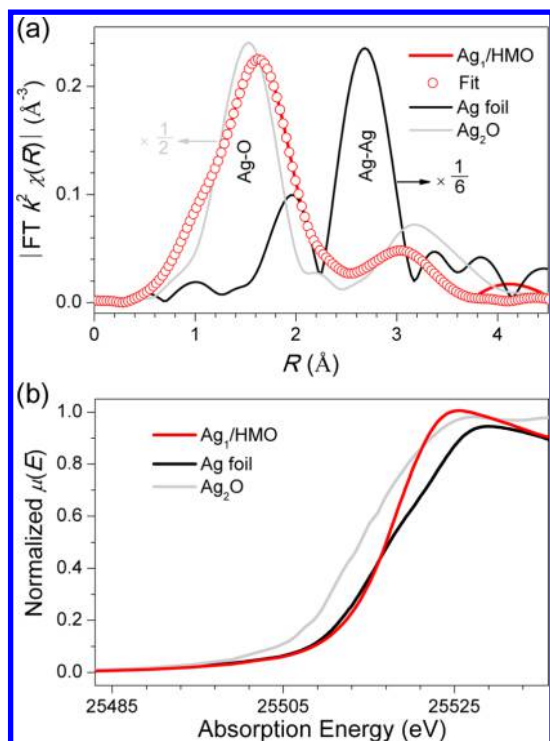 (a)
Ag₁/HMO
Fit
Ag foil
Ag₂O
× 1/2
Ag-O
Ag-Ag
× 1/6
|FT k² χ(R)| (Å⁻³)
0.2
0.1
0.0
0 1 2 3 4
R (Å)
(b)
Ag₁/HMO
Ag foil
Ag₂O
Normalized μ(E)
1.0
0.8
0.6
0.4
0.2
0.0
25485 25505 25525
Absorption Energy (eV)